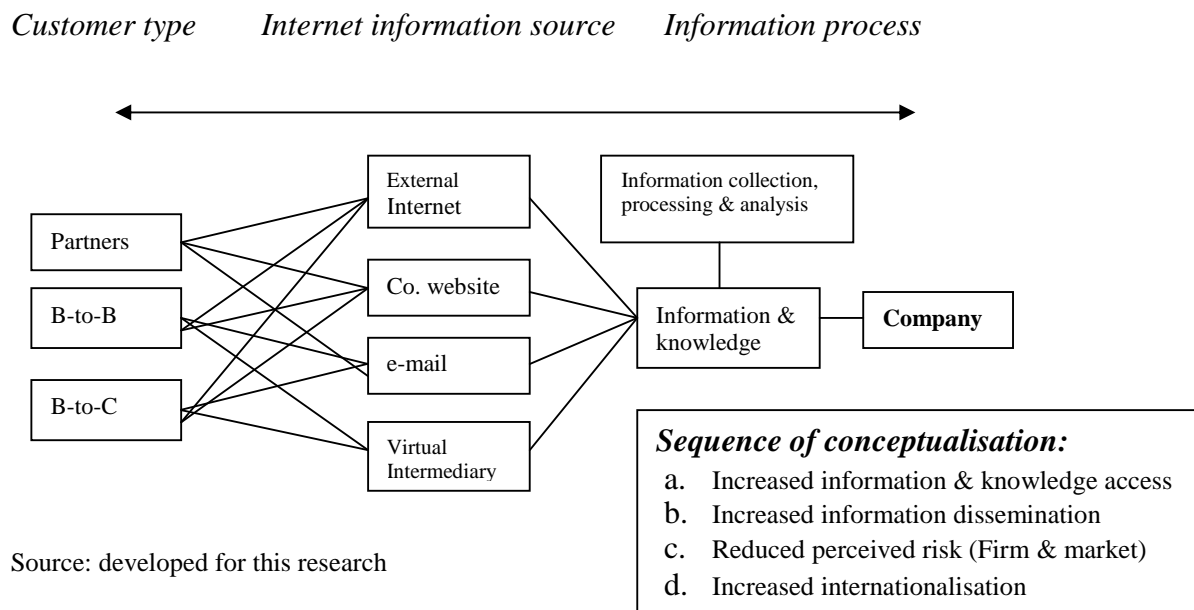 Customer type Internet information source Information process
External
Internet
Information collection,
processing & analysis
Partners
Co. website
B-to-B
Information &
knowledge
Company
e-mail
B-to-C
Virtual
Intermediary
Sequence of conceptualisation:
a. Increased information & knowledge access
b. Increased information dissemination
c. Reduced perceived risk (Firm & market)
d. Increased internationalisation
Source: developed for this research